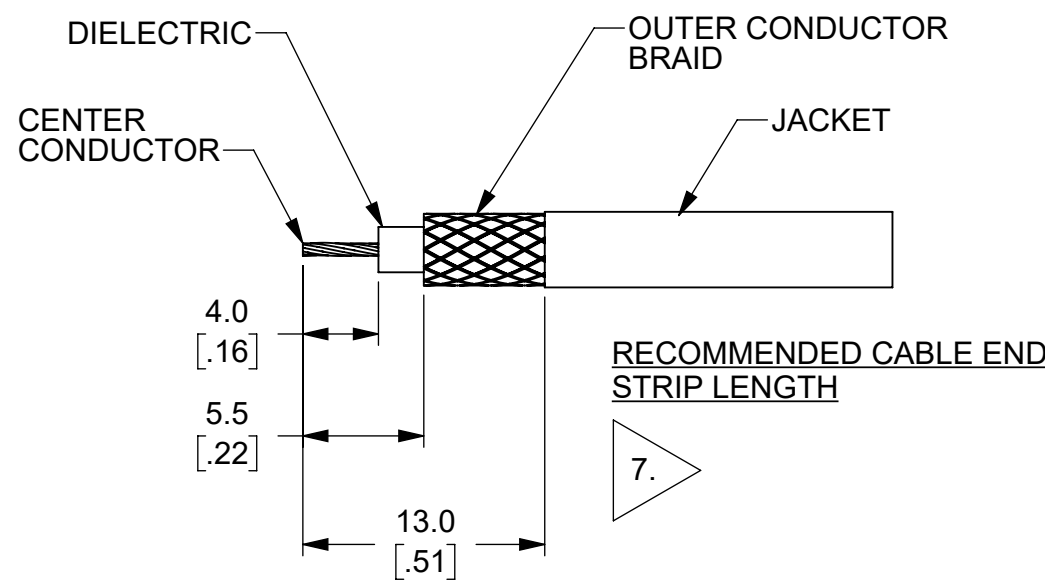 DIELECTRIC
OUTER CONDUCTOR
BRAID
CENTER
CONDUCTOR
JACKET
4.0
[.16]
RECOMMENDED CABLE END
STRIP LENGTH
5.5
[.22]
7.
13.0
[.51]